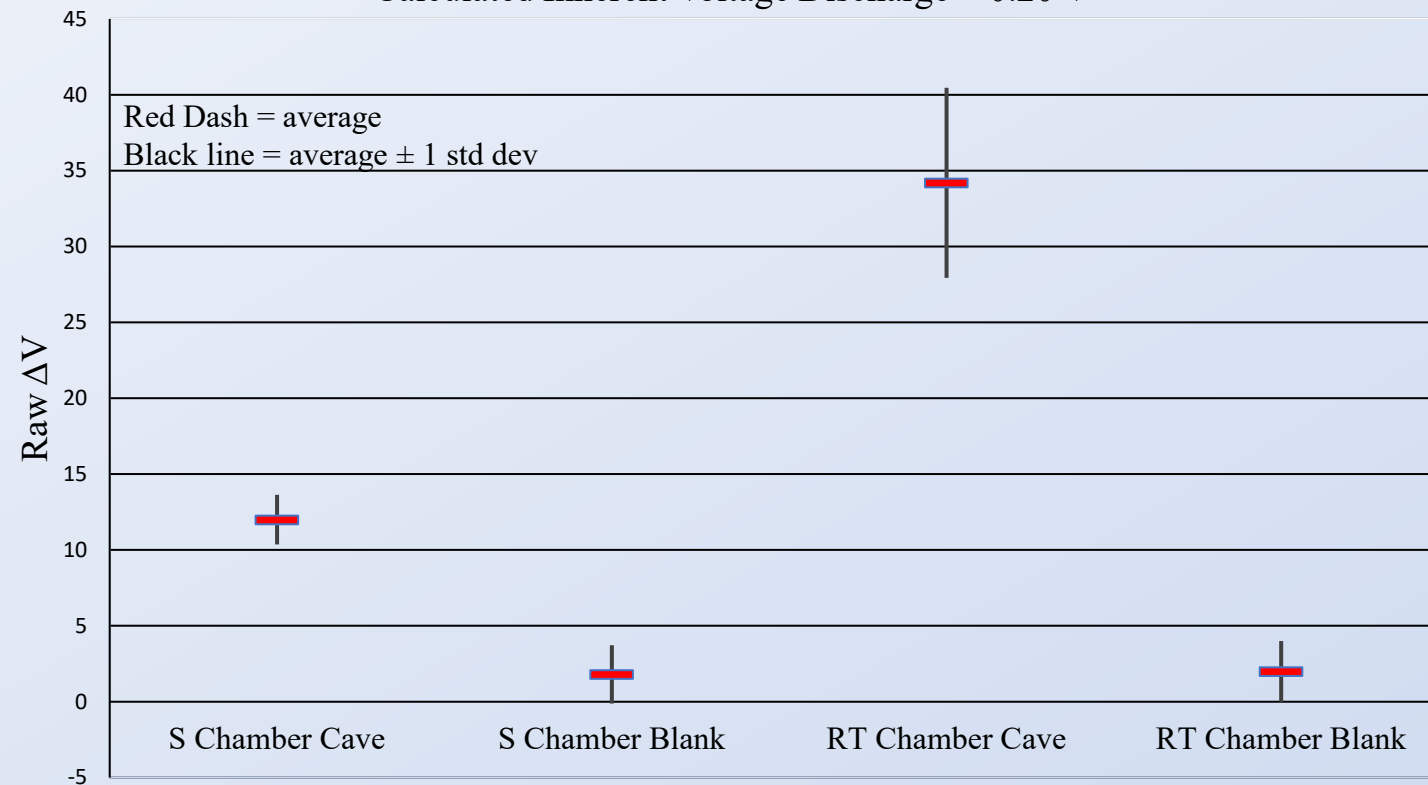 45
40
35
30
25
20
15
10
5
0
-5
Raw ΔV
Red Dash = average
Black line = average ± 1 std dev
S Chamber Cave
S Chamber Blank
RT Chamber Cave
RT Chamber Blank